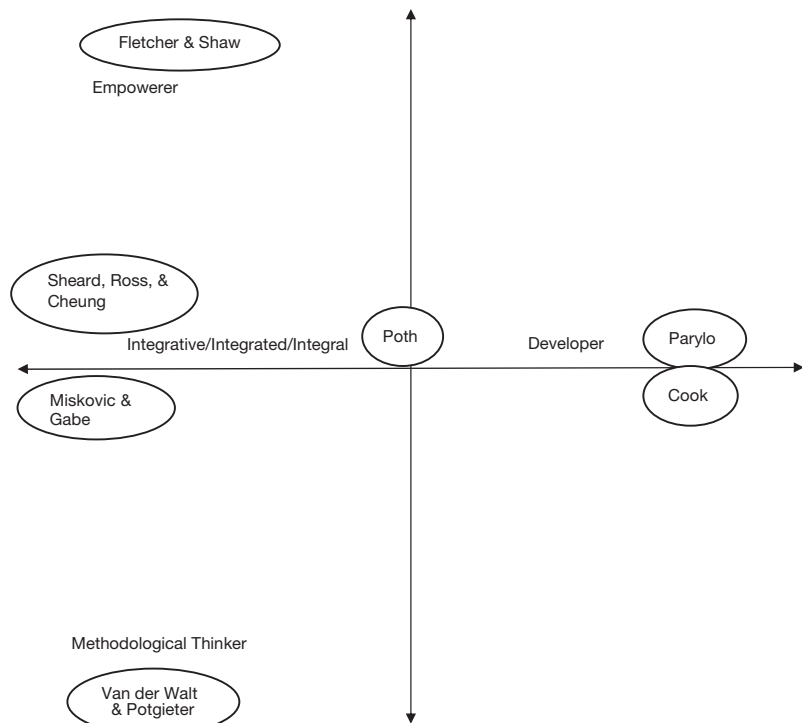 Fletcher & Shaw
Empowerer
Sheard, Ross, &
Cheung
Integrative/Integrated/Integral
Poth
Developer
Parylo
Miskovic &
Gabe
Cook
Methodological Thinker
Van der Walt
& Potgieter